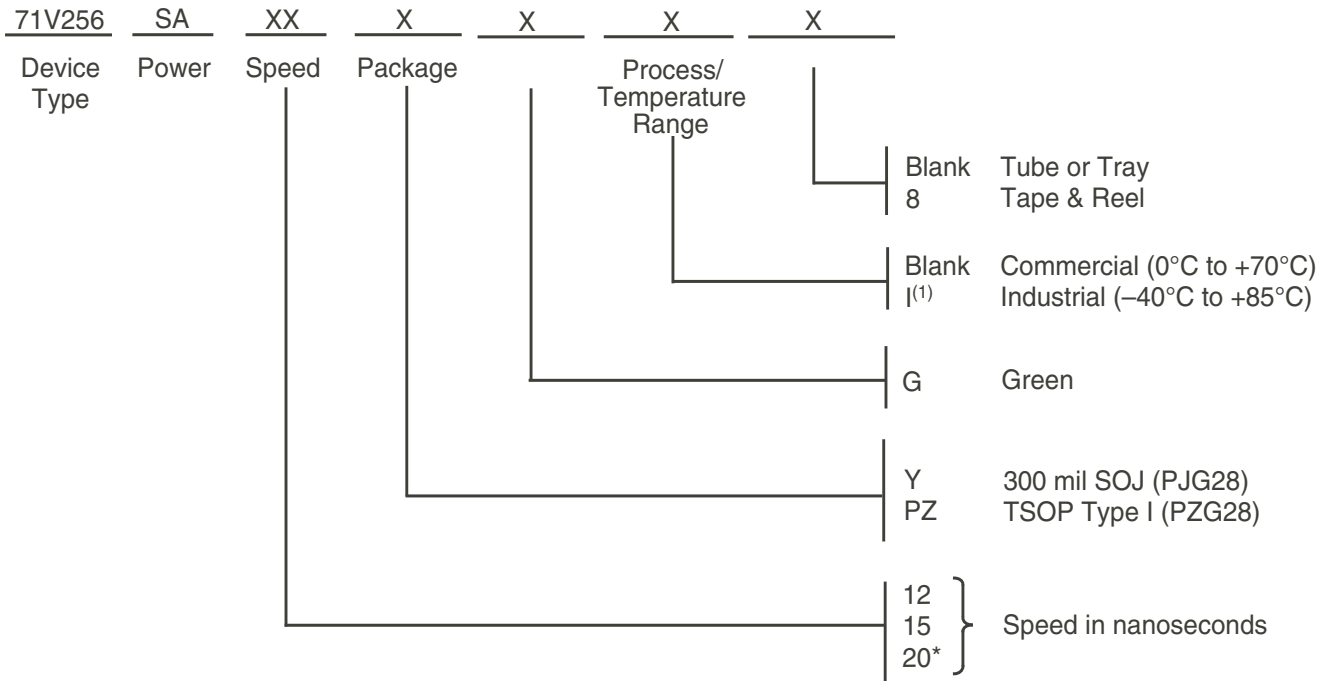 71V256 SA XX X X X X
Device Type Power Speed Package Process/ Temperature Range
Blank Tube or Tray
8 Tape & Reel
Blank Commercial (0°C to +70°C)
I(1) Industrial (–40°C to +85°C)
G Green
Y 300 mil SOJ (PJG28)
PZ TSOP Type I (PZG28)
12
15 Speed in nanoseconds
20*